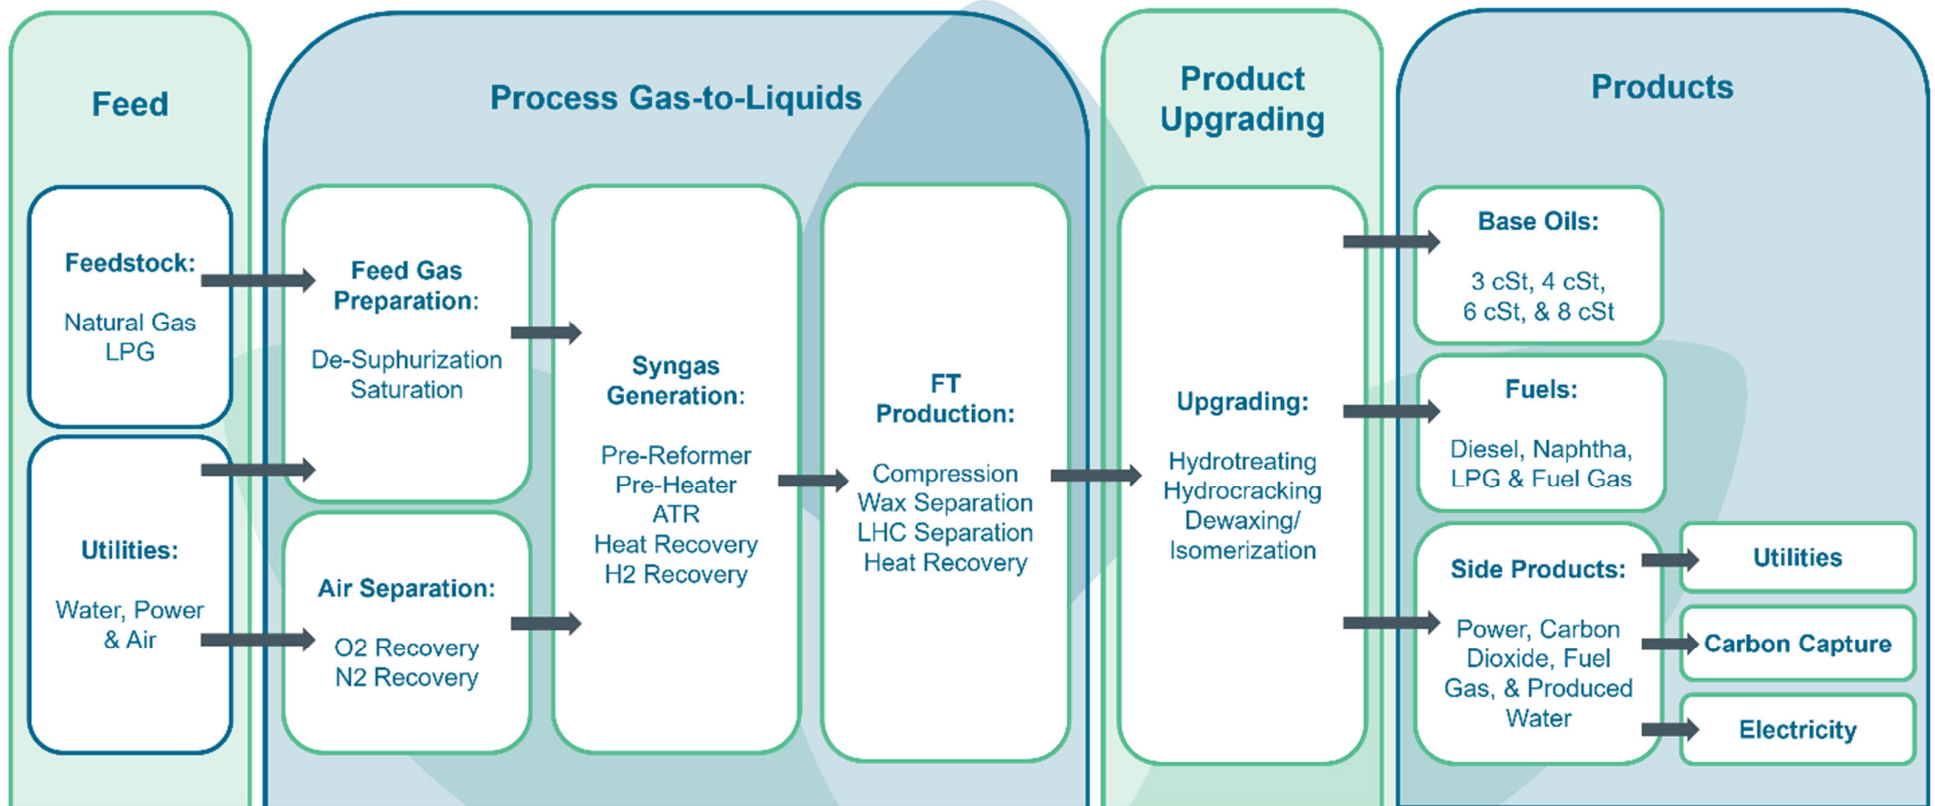 Feed
Process Gas-to-Liquids
Product
Upgrading
Products
Feedstock:
Natural Gas
LPG
Utilities:
Water, Power
& Air
Feed Gas
Preparation:
De-Suphurization
Saturation
Air Separation:
O2 Recovery
N2 Recovery
Syngas
Generation:
Pre-Reformer
Pre-Heater
ATR
Heat Recovery
H2 Recovery
FT
Production:
Compression
Wax Separation
LHC Separation
Heat Recovery
Upgrading:
Hydrotreating
Hydrocracking
Dewaxing/
Isomerization
Base Oils:
3 cSt, 4 cSt,
6 cSt, & 8 cSt
Fuels:
Diesel, Naphtha,
LPG & Fuel Gas
Side Products:
Power, Carbon
Dioxide, Fuel
Gas, & Produced
Water
Utilities
Carbon Capture
Electricity